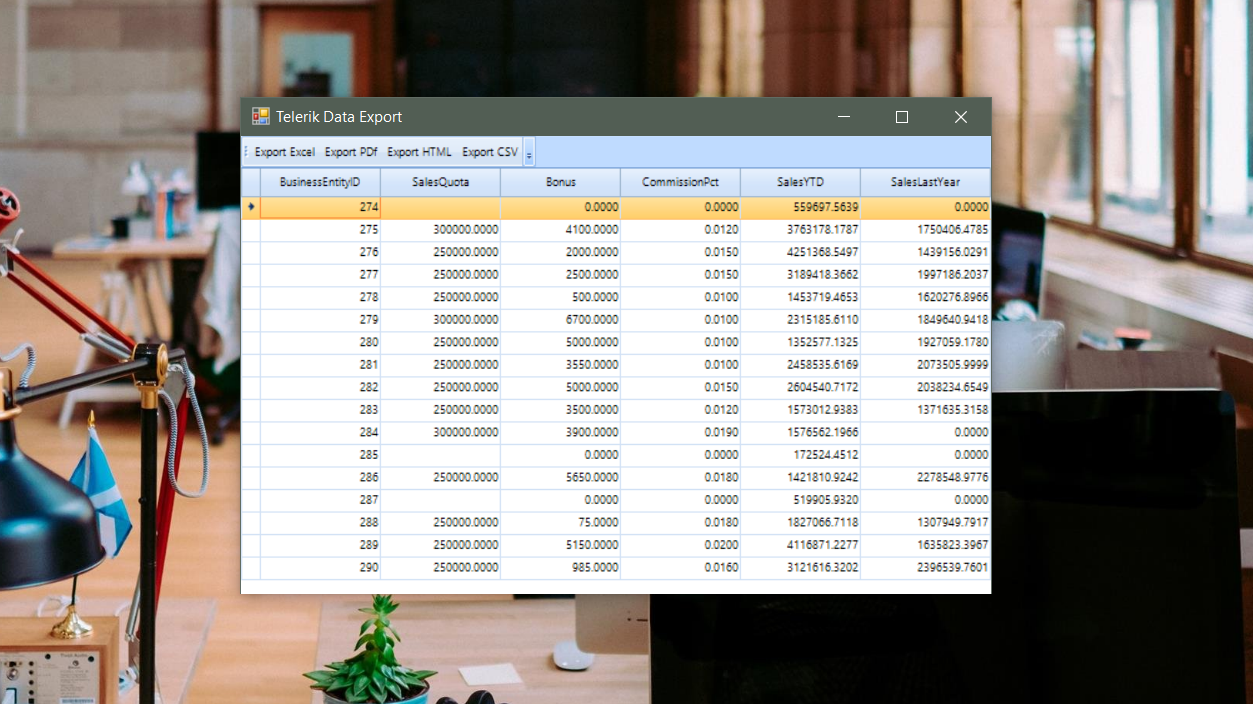 Telerik Data Export
Export Excel Export PDf Export HTML Export CSV
BusinessEntityID SalesQuota Bonus CommissionPct SalesYTD SalesLastYear
274 0.0000 0.0000 559697.5639 0.0000
275 300000.0000 4100.0000 0.0120 3763178.1787 1750406.4785
276 250000.0000 2000.0000 0.0150 4251368.5497 1439156.0291
277 250000.0000 2500.0000 0.0150 3189418.3662 1997186.2037
278 250000.0000 500.0000 0.0100 1453719.4653 1620276.8966
279 300000.0000 6700.0000 0.0100 2315185.6110 1849640.9418
280 250000.0000 5000.0000 0.0100 1352577.1325 1927059.1780
281 250000.0000 3550.0000 0.0100 2458535.6169 2073505.9999
282 250000.0000 5000.0000 0.0150 2604540.7172 2038234.6549
283 250000.0000 3500.0000 0.0120 1573012.9383 1371635.3158
284 300000.0000 3900.0000 0.0190 1576562.1966 0.0000
285 0.0000 0.0000 172524.4512 0.0000
286 250000.0000 5650.0000 0.0180 1421810.9242 2278548.9776
287 0.0000 0.0000 519905.9320 0.0000
288 250000.0000 75.0000 0.0180 1827066.7118 1307949.7917
289 250000.0000 5150.0000 0.0200 4116871.2277 1635823.3967
290 250000.0000 985.0000 0.0160 3121616.3202 2396539.7601